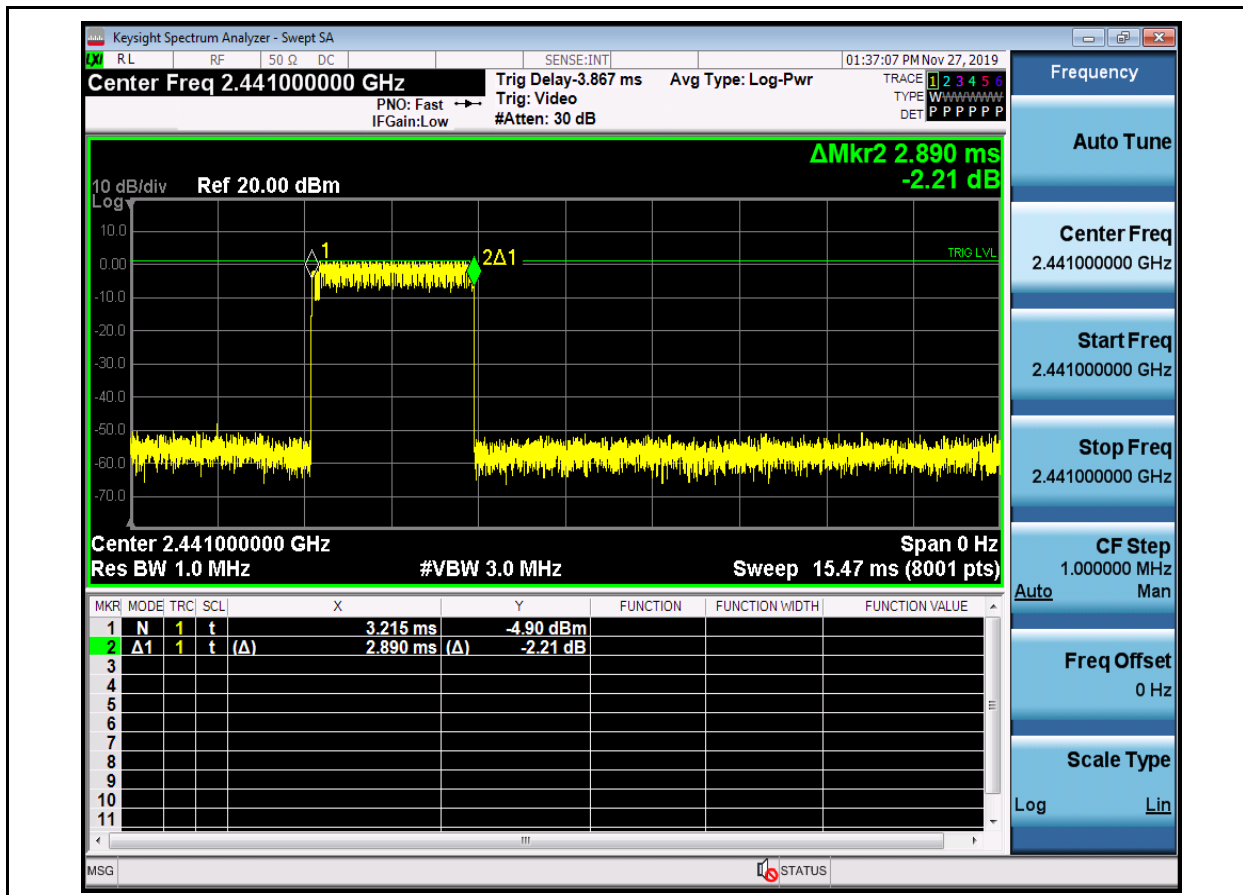 Keysight Spectrum Analyzer - Swept SA
LXI RL RF 50 Ω DC SENSE:INT 01:37:07 PM Nov 27, 2019
Center Freq 2.441000000 GHz
PNO: Fast
IFGain:Low
Trig Delay-3.867 ms
Trig: Video
#Atten: 30 dB
Avg Type: Log-Pwr
TRACE 1 2 3 4 5 6
TYPE WWWWWW
DET P P P P P P
ΔMkr2 2.890 ms
-2.21 dB
10 dB/div Ref 20.00 dBm
Log
10.0
0.00
-10.0
-20.0
-30.0
-40.0
-50.0
-60.0
-70.0
1
2Δ1
TRIG LVL
Center 2.441000000 GHz Span 0 Hz
Res BW 1.0 MHz #VBW 3.0 MHz Sweep 15.47 ms (8001 pts)
MKR MODE TRC SCL X Y FUNCTION FUNCTION WIDTH FUNCTION VALUE
1 N 1 t 3.215 ms -4.90 dBm
2 Δ1 1 t (Δ) 2.890 ms (Δ) -2.21 dB
3
4
5
6
7
8
9
10
11
MSG STATUS
Frequency
Auto Tune
Center Freq
2.441000000 GHz
Start Freq
2.441000000 GHz
Stop Freq
2.441000000 GHz
CF Step
1.000000 MHz
Auto Man
Freq Offset
0 Hz
Scale Type
Log Lin